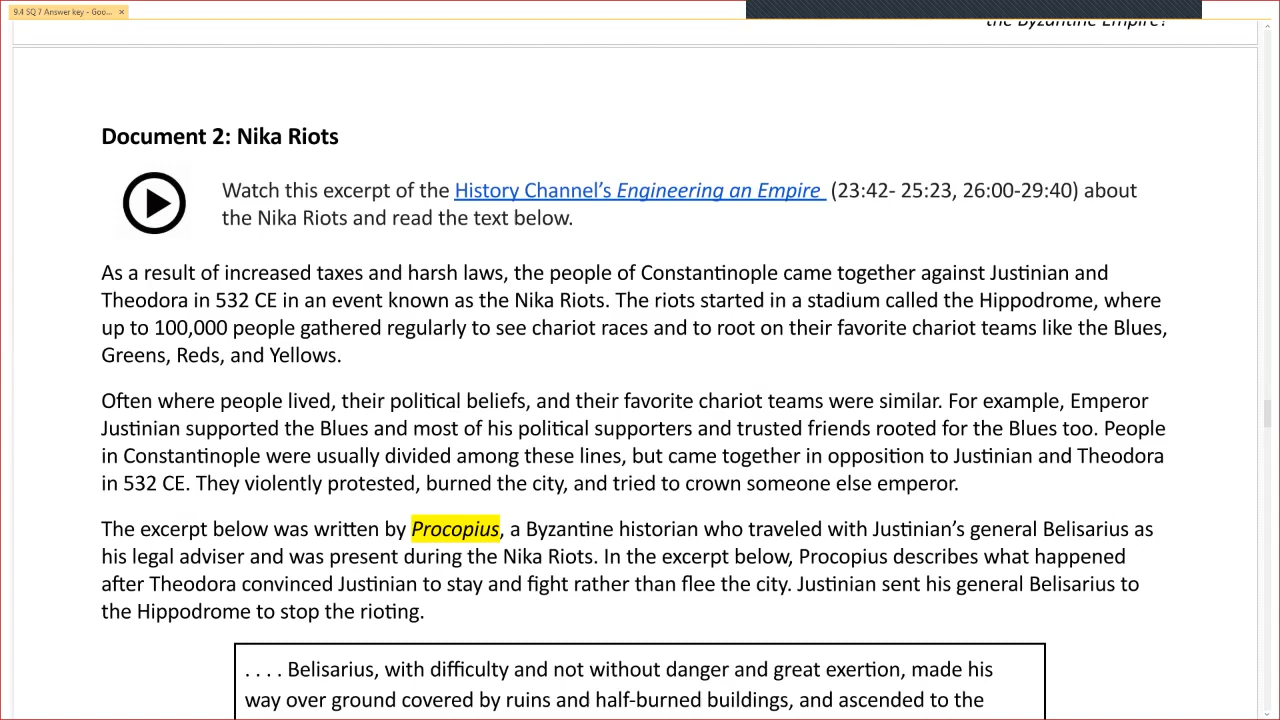 9.4 SQ 7 Answer key - Goo... ×
the Byzantine Empire?
Document 2: Nika Riots
Watch this excerpt of the History Channel’s Engineering an Empire (23:42- 25:23, 26:00-29:40) about
the Nika Riots and read the text below.
As a result of increased taxes and harsh laws, the people of Constantinople came together against Justinian and
Theodora in 532 CE in an event known as the Nika Riots. The riots started in a stadium called the Hippodrome, where
up to 100,000 people gathered regularly to see chariot races and to root on their favorite chariot teams like the Blues,
Greens, Reds, and Yellows.
Often where people lived, their political beliefs, and their favorite chariot teams were similar. For example, Emperor
Justinian supported the Blues and most of his political supporters and trusted friends rooted for the Blues too. People
in Constantinople were usually divided among these lines, but came together in opposition to Justinian and Theodora
in 532 CE. They violently protested, burned the city, and tried to crown someone else emperor.
The excerpt below was written by Procopius, a Byzantine historian who traveled with Justinian’s general Belisarius as
his legal adviser and was present during the Nika Riots. In the excerpt below, Procopius describes what happened
after Theodora convinced Justinian to stay and fight rather than flee the city. Justinian sent his general Belisarius to
the Hippodrome to stop the rioting.
. . . . Belisarius, with difficulty and not without danger and great exertion, made his
way over ground covered by ruins and half-burned buildings, and ascended to the